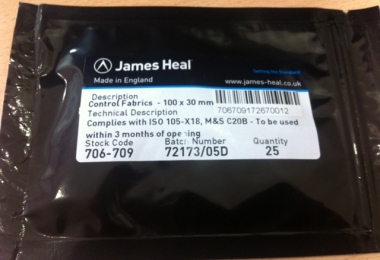 James Heal
Made in England
www.james-heal.co.uk
Description
Control Fabrics - 100 x 30 mm
706709172670012
Technical Description
Complies with ISO 105-X18, M&S C20B - To be used
within 3 months of opening
Stock Code Batch Number Quantity
706-709 72173/05D 25